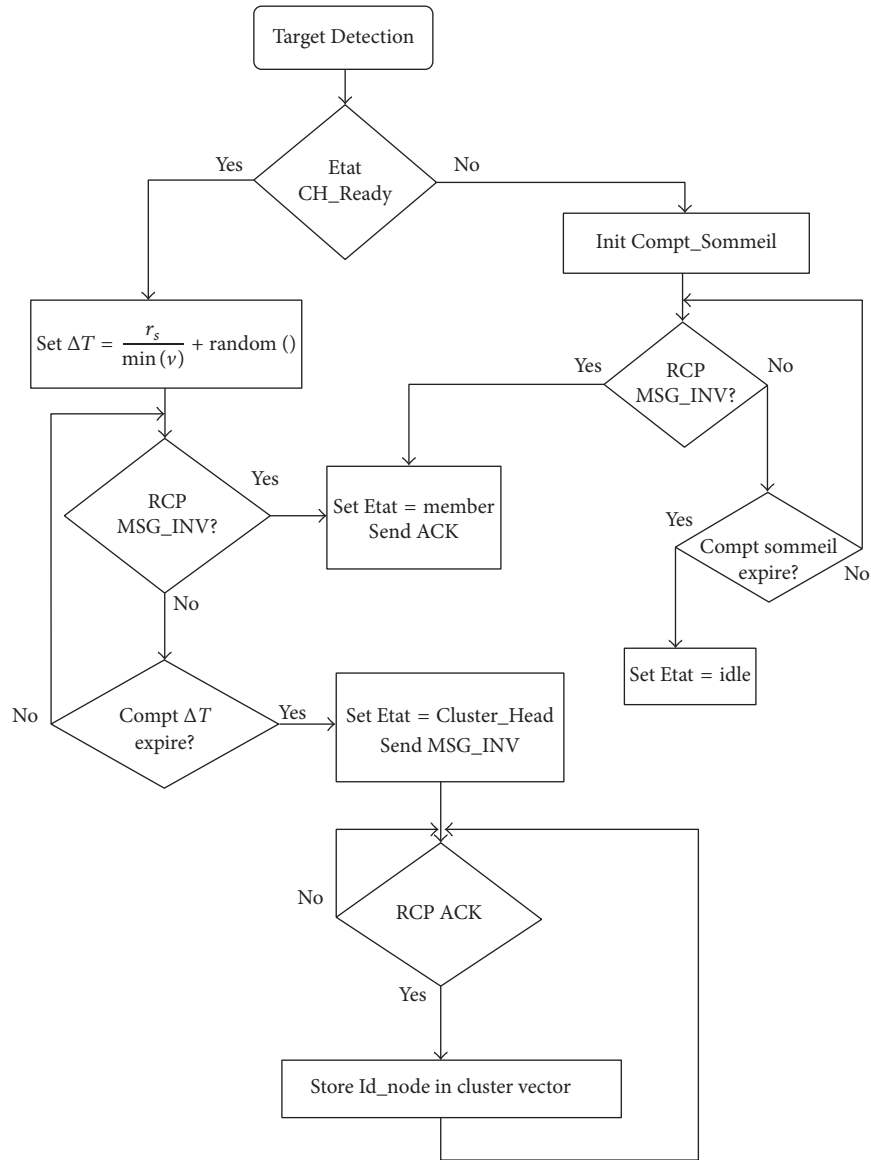 Target Detection
Yes
Etat
CH_Ready
No
Init Compt_Sommeil
Set ΔT = r_s / min (v) + random ()
Yes
RCP
MSG_INV?
No
RCP
MSG_INV?
Yes
No
Set Etat = member
Send ACK
Yes
Compt sommeil
expire?
No
Set Etat = idle
No
Compt ΔT
expire?
Yes
Set Etat = Cluster_Head
Send MSG_INV
No
RCP ACK
Yes
Store Id_node in cluster vector